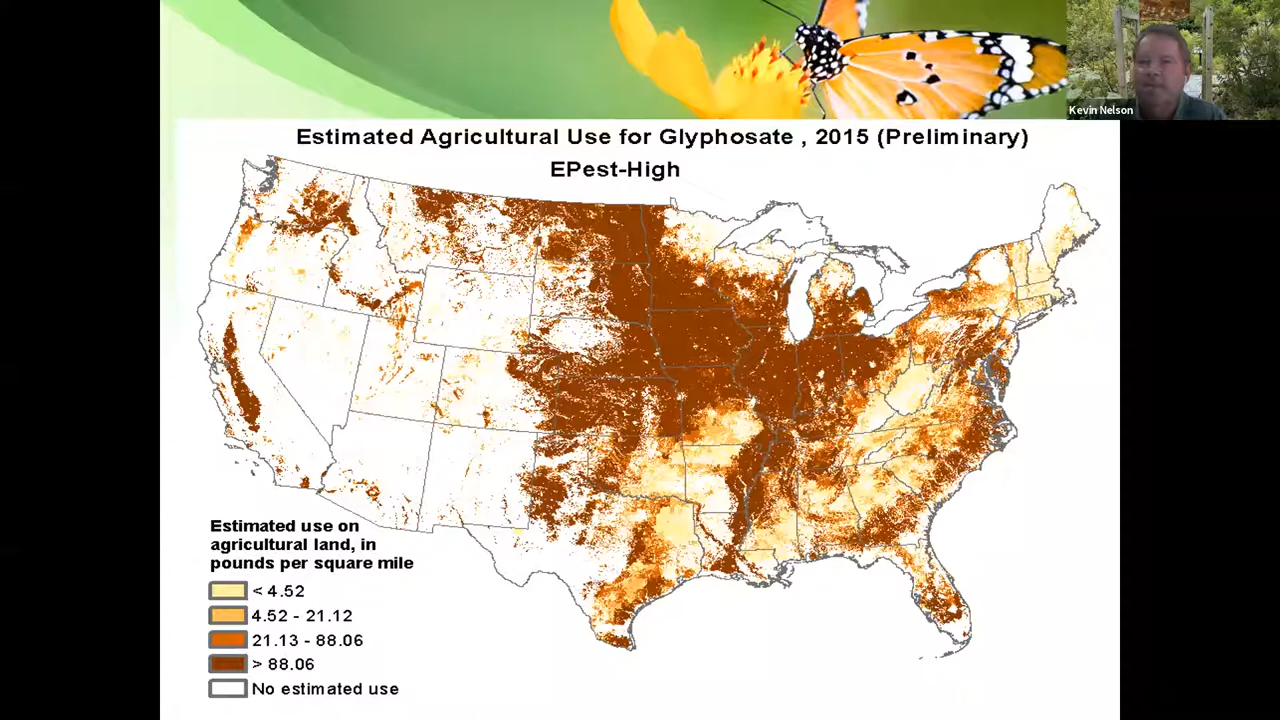 Kevin Nelson
Estimated Agricultural Use for Glyphosate , 2015 (Preliminary)
EPest-High
Estimated use on
agricultural land, in
pounds per square mile
< 4.52
4.52 - 21.12
21.13 - 88.06
> 88.06
No estimated use